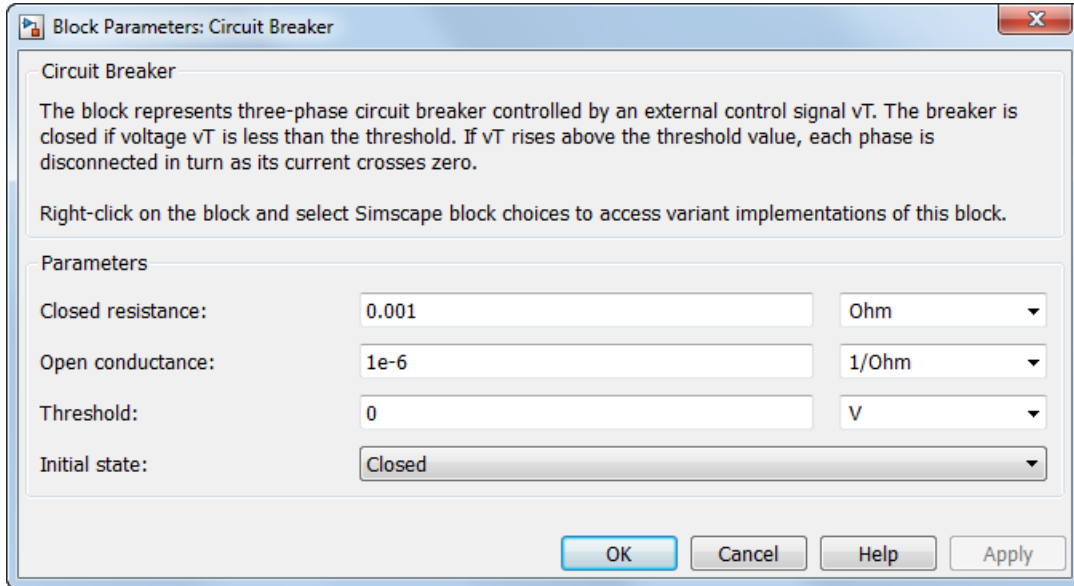 Block Parameters: Circuit Breaker
Circuit Breaker
The block represents three-phase circuit breaker controlled by an external control signal vT. The breaker is
closed if voltage vT is less than the threshold. If vT rises above the threshold value, each phase is
disconnected in turn as its current crosses zero.
Right-click on the block and select Simscape block choices to access variant implementations of this block.
Parameters
Closed resistance: 0.001 Ohm
Open conductance: 1e-6 1/Ohm
Threshold: 0 V
Initial state: Closed
OK Cancel Help Apply